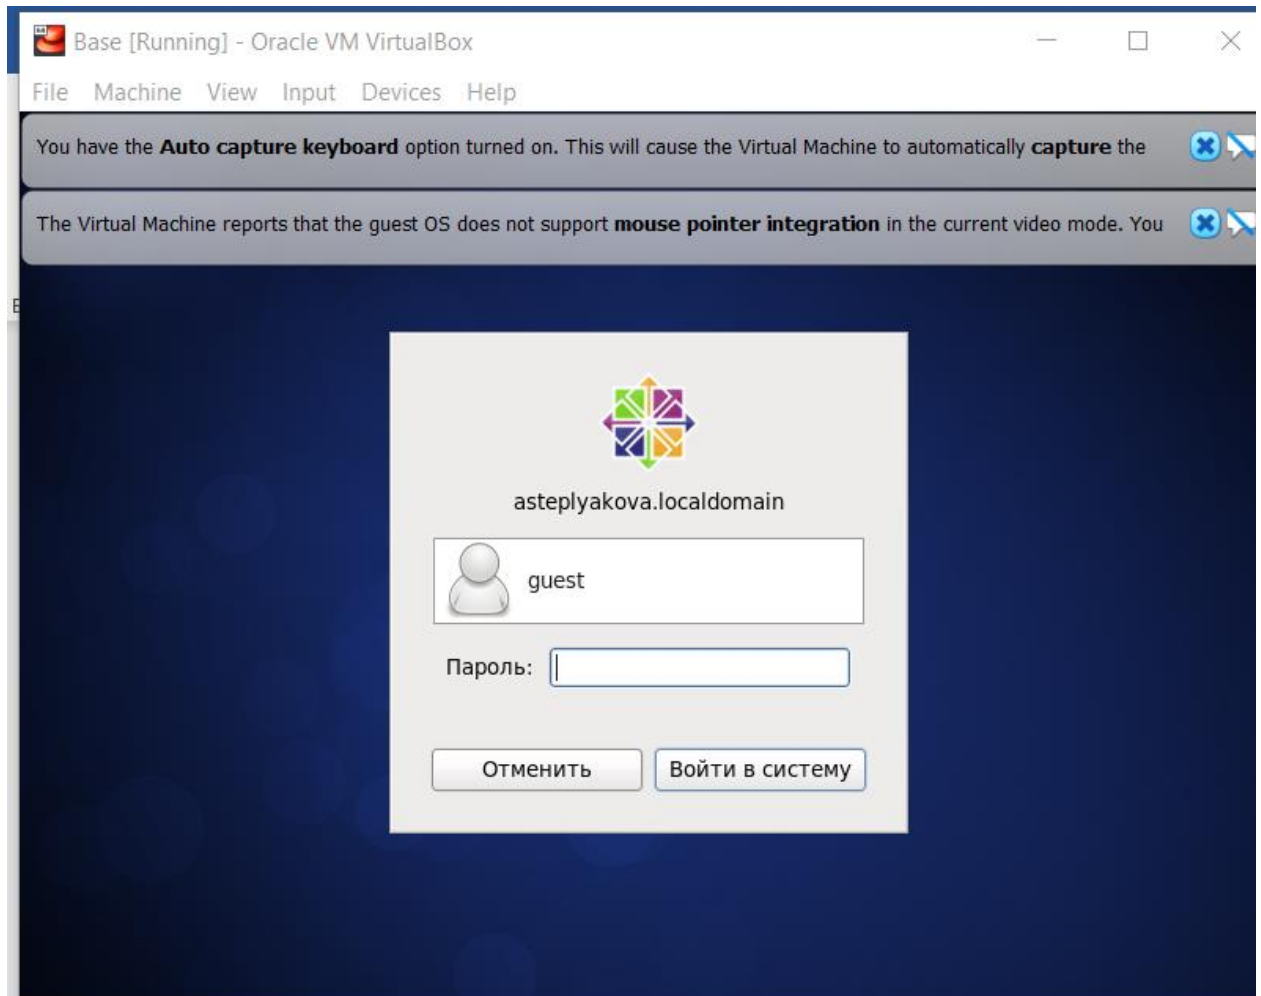 Base [Running] - Oracle VM VirtualBox
File Machine View Input Devices Help
You have the Auto capture keyboard option turned on. This will cause the Virtual Machine to automatically capture the
The Virtual Machine reports that the guest OS does not support mouse pointer integration in the current video mode. You
asteplyakova.localdomain
guest
Пароль:
Отменить Войти в систему